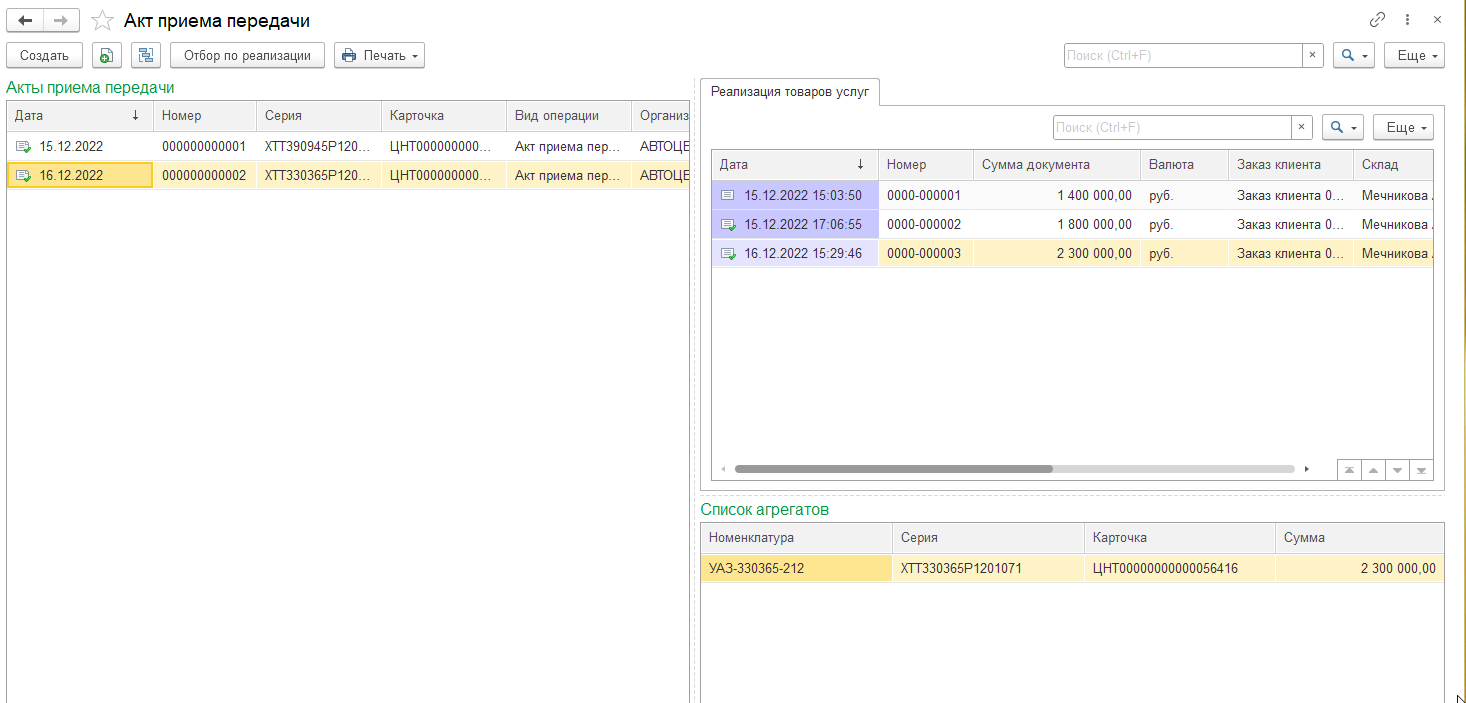 Акт приема передачи
Создать Отбор по реализации Печать Поиск (Ctrl+F) Еще
Акты приема передачи
Дата Номер Серия Карточка Вид операции Организ
15.12.2022 000000000001 XTT390945P120... ЦНТ000000000... Акт приема пер... АВТОЦЕ
16.12.2022 000000000002 XTT330365P120... ЦНТ000000000... Акт приема пер... АВТОЦЕ
Реализация товаров услуг
Поиск (Ctrl+F) Еще
Дата Номер Сумма документа Валюта Заказ клиента Склад
15.12.2022 15:03:50 0000-000001 1 400 000,00 руб. Заказ клиента 0... Мечникова
15.12.2022 17:06:55 0000-000002 1 800 000,00 руб. Заказ клиента 0... Мечникова
16.12.2022 15:29:46 0000-000003 2 300 000,00 руб. Заказ клиента 0... Мечникова
Список агрегатов
Номенклатура Серия Карточка Сумма
УАЗ-330365-212 XTT330365P1201071 ЦНТ00000000000056416 2 300 000,00